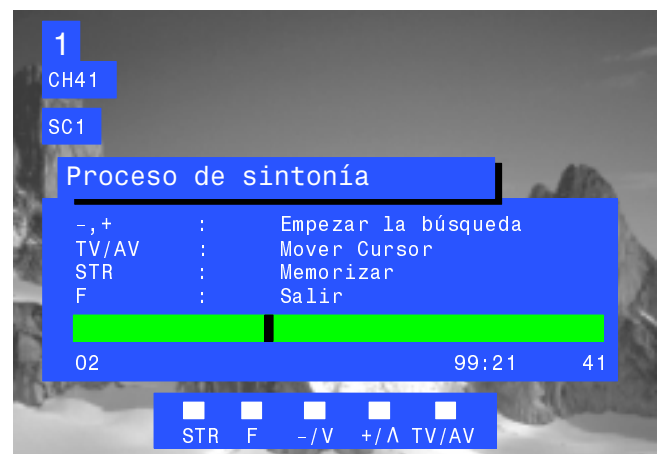 1
CH41
SC1
Proceso de sintonía
–,+ : Empezar la búsqueda
TV/AV : Mover Cursor
STR : Memorizar
F : Salir
02 99:21 41
STR F –/V +/Λ TV/AV